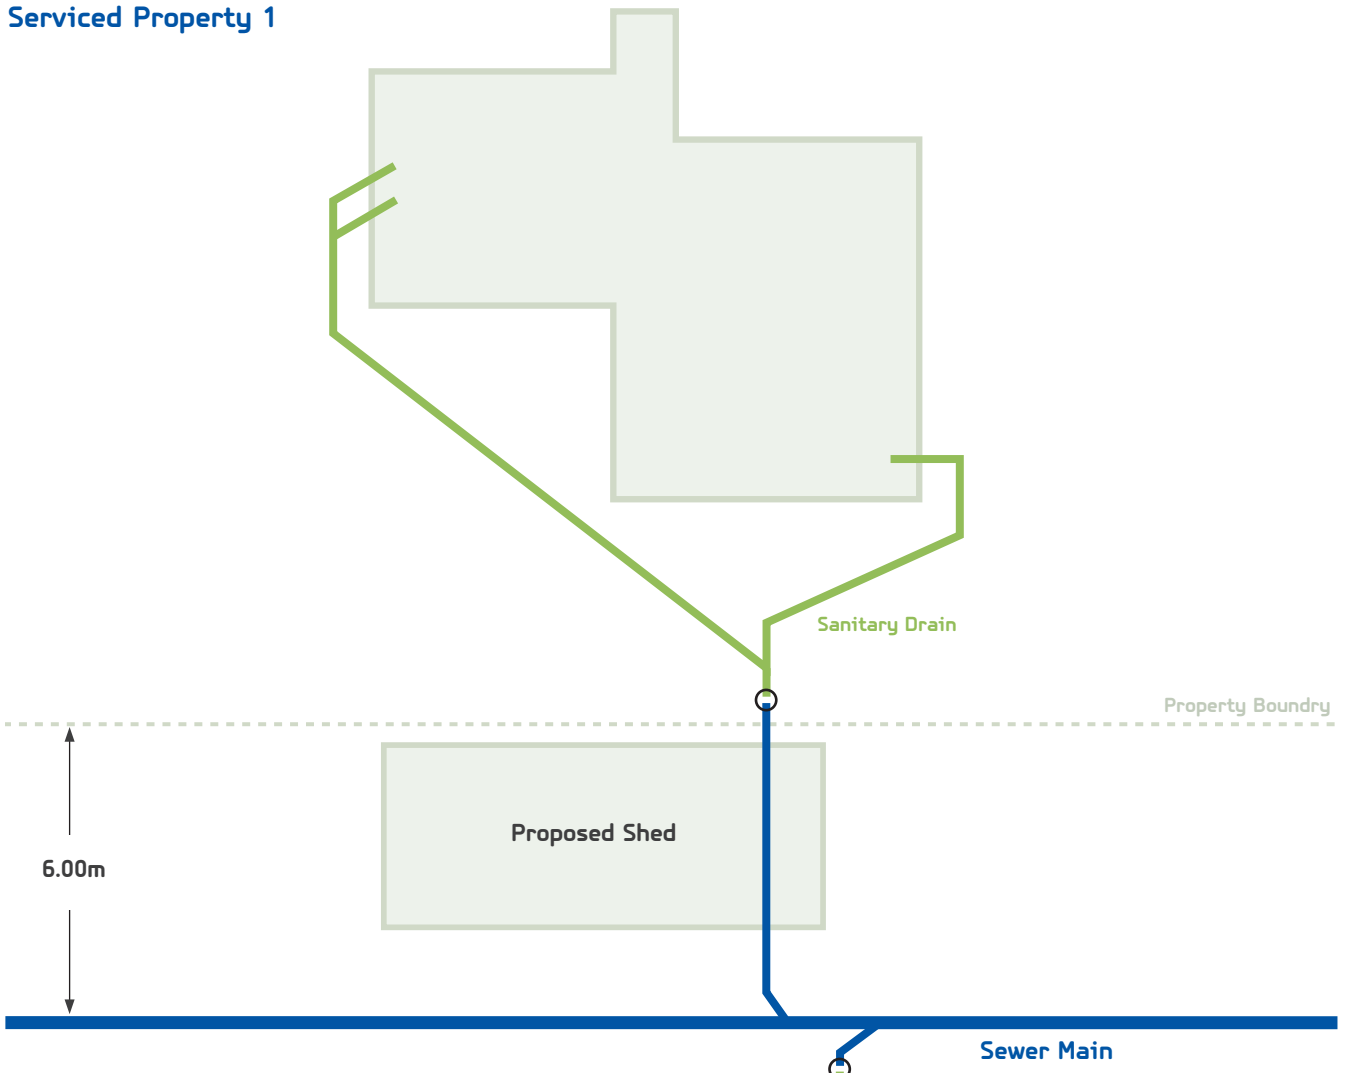 Serviced Property 1
Sanitary Drain
Property Boundry
Proposed Shed
6.00m
Sewer Main